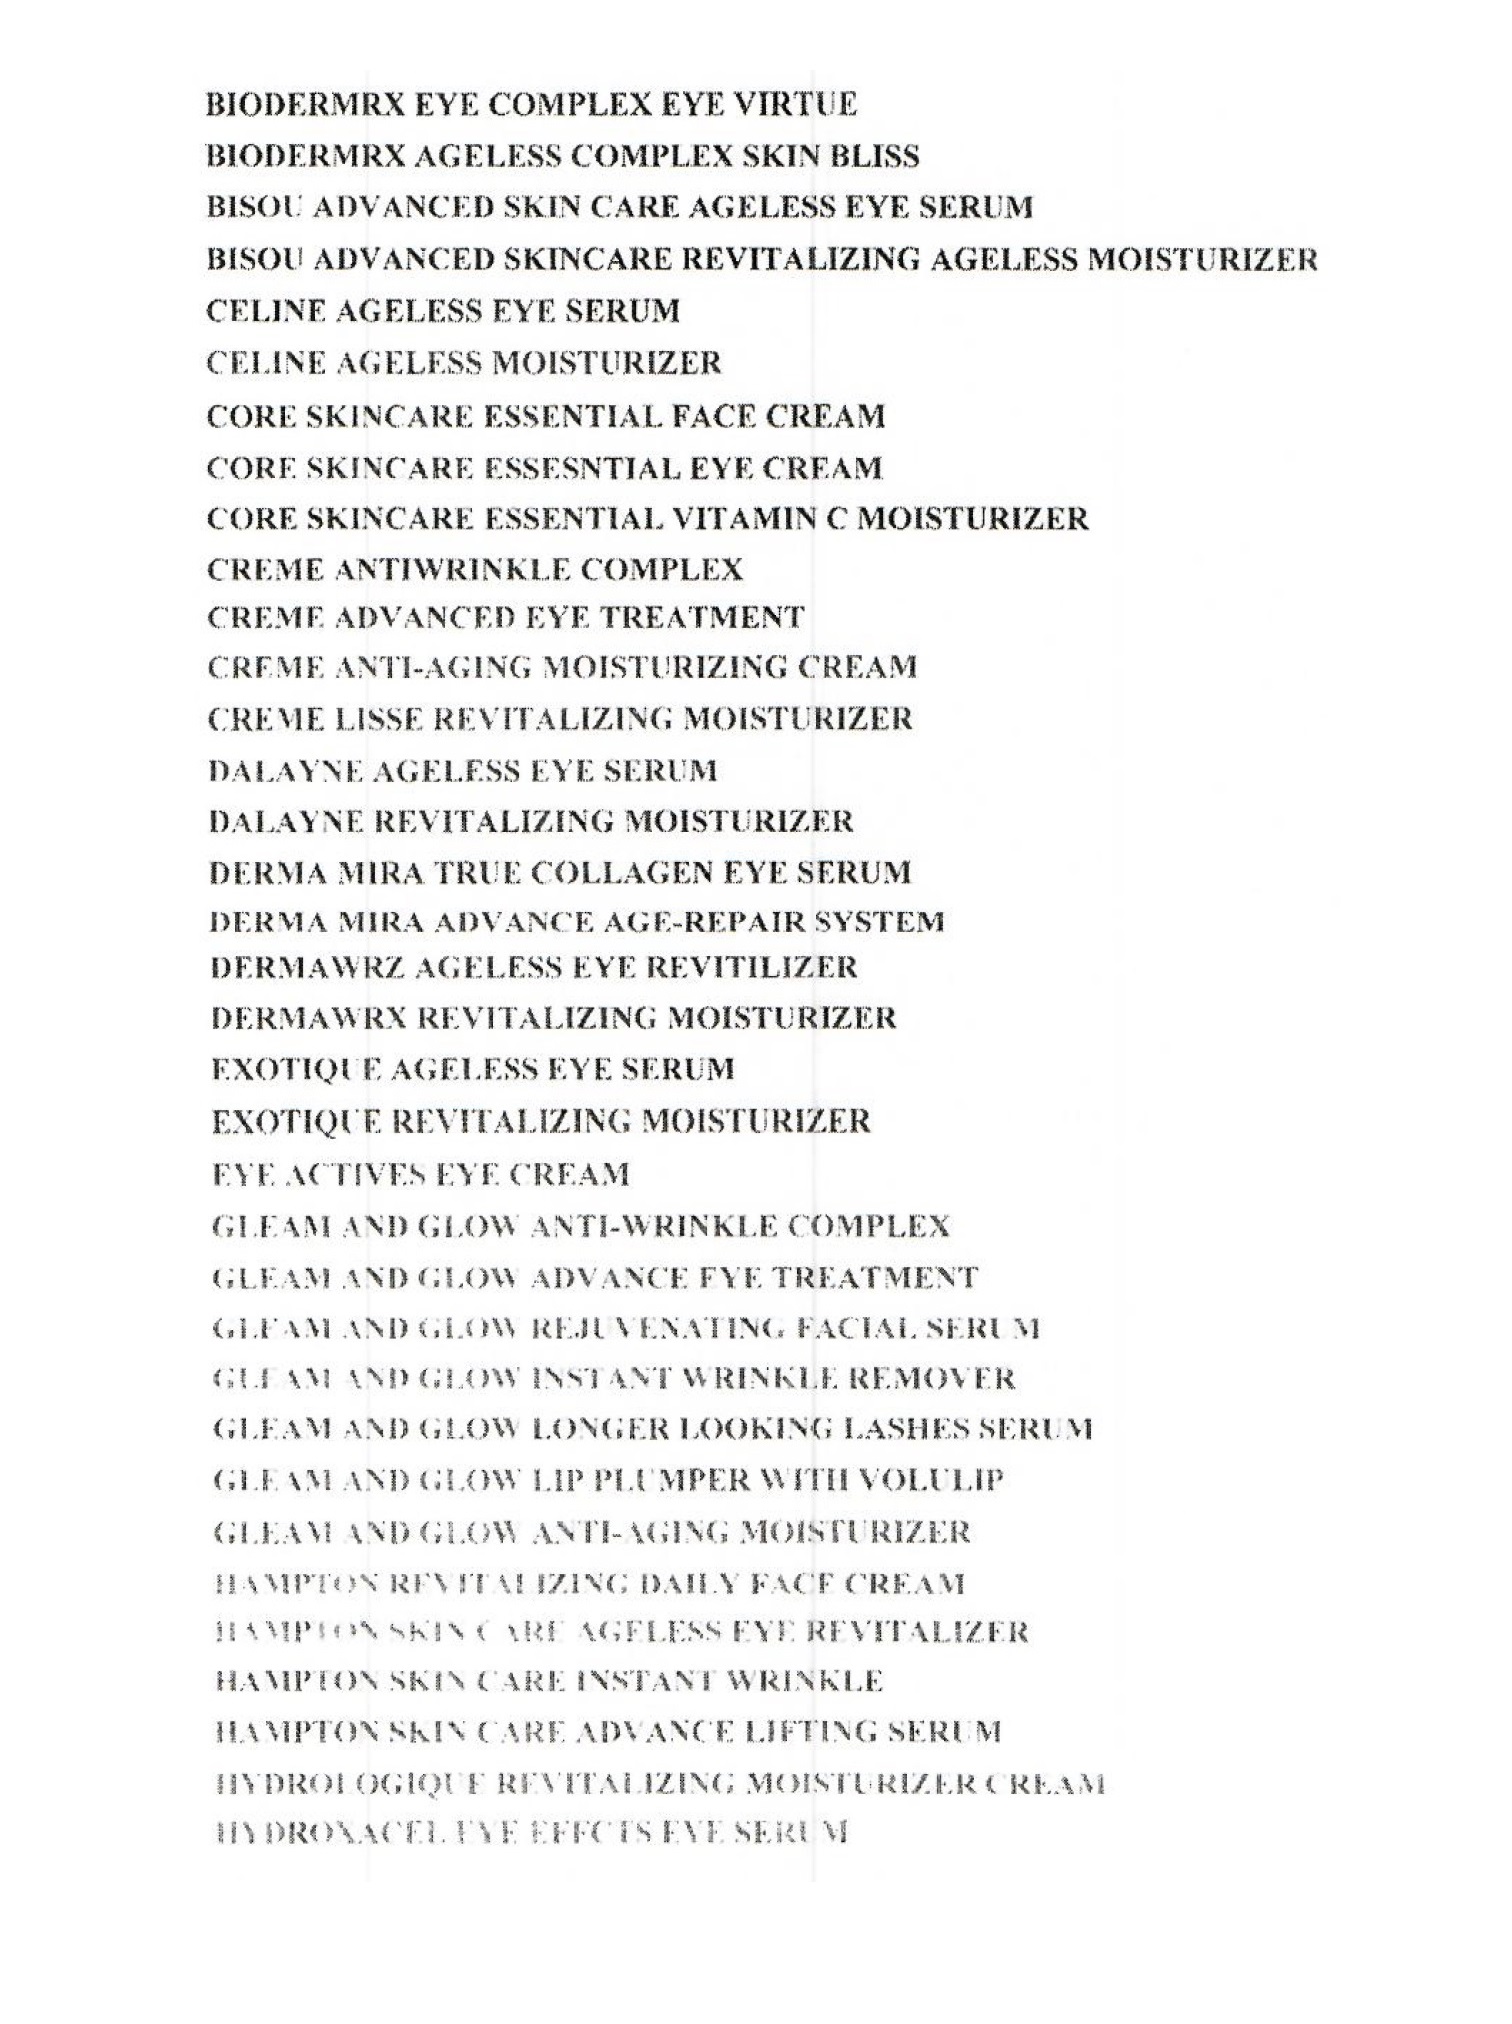 BIODERMRX EYE COMPLEX EYE VIRTUE
BIODERMRX AGELESS COMPLEX SKIN BLISS
BISOU ADVANCED SKIN CARE AGELESS EYE SERUM
BISOU ADVANCED SKINCARE REVITALIZING AGELESS MOISTURIZER
CELINE AGELESS EYE SERUM
CELINE AGELESS MOISTURIZER
CORE SKINCARE ESSENTIAL FACE CREAM
CORE SKINCARE ESSESNTIAL EYE CREAM
CORE SKINCARE ESSENTIAL VITAMIN C MOISTURIZER
CREME ANTIWRINKLE COMPLEX
CREME ADVANCED EYE TREATMENT
CREME ANTI-AGING MOISTURIZING CREAM
CREME LISSE REVITALIZING MOISTURIZER
DALAYNE AGELESS EYE SERUM
DALAYNE REVITALIZING MOISTURIZER
DERMA MIRA TRUE COLLAGEN EYE SERUM
DERMA MIRA ADVANCE AGE-REPAIR SYSTEM
DERMAWRZ AGELESS EYE REVITILIZER
DERMAWRX REVITALIZING MOISTURIZER
EXOTIQUE AGELESS EYE SERUM
EXOTIQUE REVITALIZING MOISTURIZER
EYE ACTIVES EYE CREAM
GLEAM AND GLOW ANTI-WRINKLE COMPLEX
GLEAM AND GLOW ADVANCE EYE TREATMENT
GLEAM AND GLOW REJUVENATING FACIAL SERUM
GLEAM AND GLOW INSTANT WRINKLE REMOVER
GLEAM AND GLOW LONGER LOOKING LASHES SERUM
GLEAM AND GLOW LIP PLUMPER WITH VOLULIP
GLEAM AND GLOW ANTI-AGING MOISTURIZER
HAMPTON REVITALIZING DAILY FACE CREAM
HAMPTON SKIN CARE AGELESS EYE REVITALIZER
HAMPTON SKIN CARE INSTANT WRINKLE
HAMPTON SKIN CARE ADVANCE LIFTING SERUM
HYDROLOGIQUE REVITALIZING MOISTURIZER CREAM
HYDROXACEL EYE EFFCTS EYE SERUM